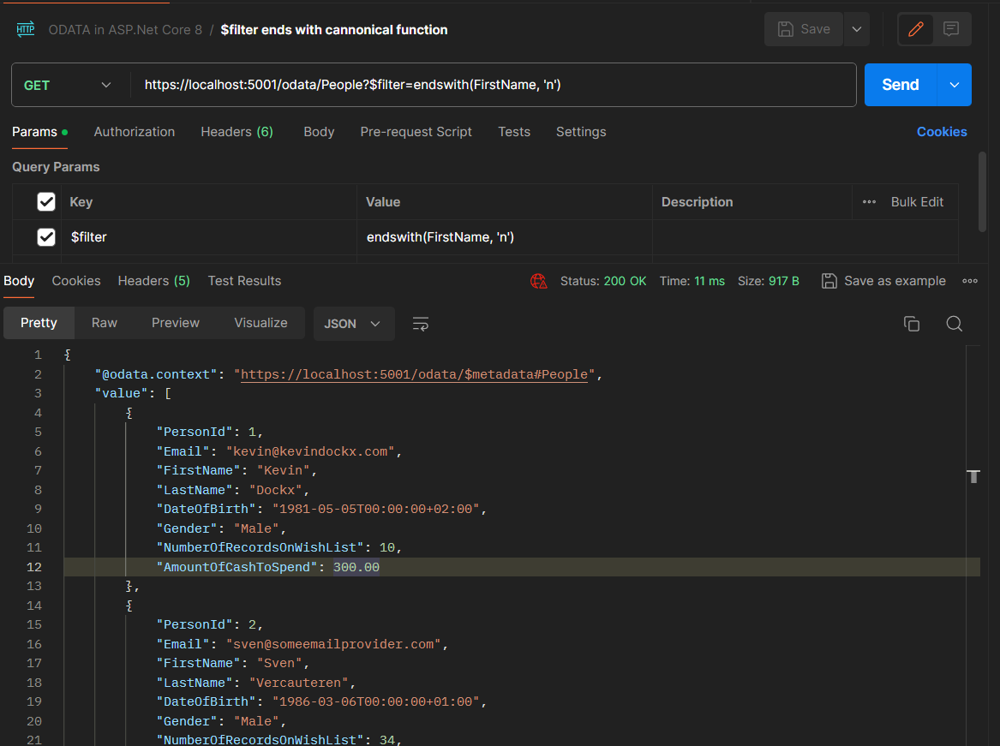 HTTP ODATA in ASP.Net Core 8 / $filter ends with cannonical function Save
GET https://localhost:5001/odata/People?$filter=endswith(FirstName, 'n') Send
Params Authorization Headers (6) Body Pre-request Script Tests Settings Cookies
Query Params
Key Value Description Bulk Edit
$filter endswith(FirstName, 'n')
Body Cookies Headers (5) Test Results Status: 200 OK Time: 11 ms Size: 917 B Save as example
Pretty Raw Preview Visualize JSON
1 {
2 "@odata.context": "https://localhost:5001/odata/$metadata#People",
3 "value": [
4 {
5 "PersonId": 1,
6 "Email": "kevin@kevindockx.com",
7 "FirstName": "Kevin",
8 "LastName": "Dockx",
9 "DateOfBirth": "1981-05-05T00:00:00+02:00",
10 "Gender": "Male",
11 "NumberOfRecordsOnWishList": 10,
12 "AmountOfCashToSpend": 300.00
13 },
14 {
15 "PersonId": 2,
16 "Email": "sven@someemailprovider.com",
17 "FirstName": "Sven",
18 "LastName": "Vercauteren",
19 "DateOfBirth": "1986-03-06T00:00:00+01:00",
20 "Gender": "Male",
21 "NumberOfRecordsOnWishList": 34,